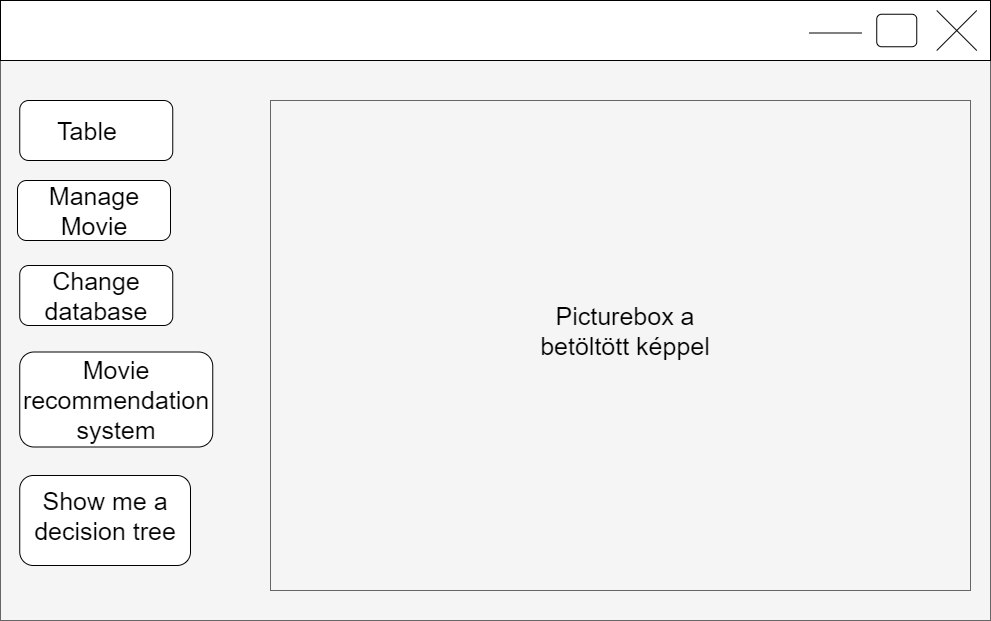 Table
Manage
Movie
Change
database
Movie
recommendation
system
Show me a
decision tree
Picturebox a
betöltött képpel